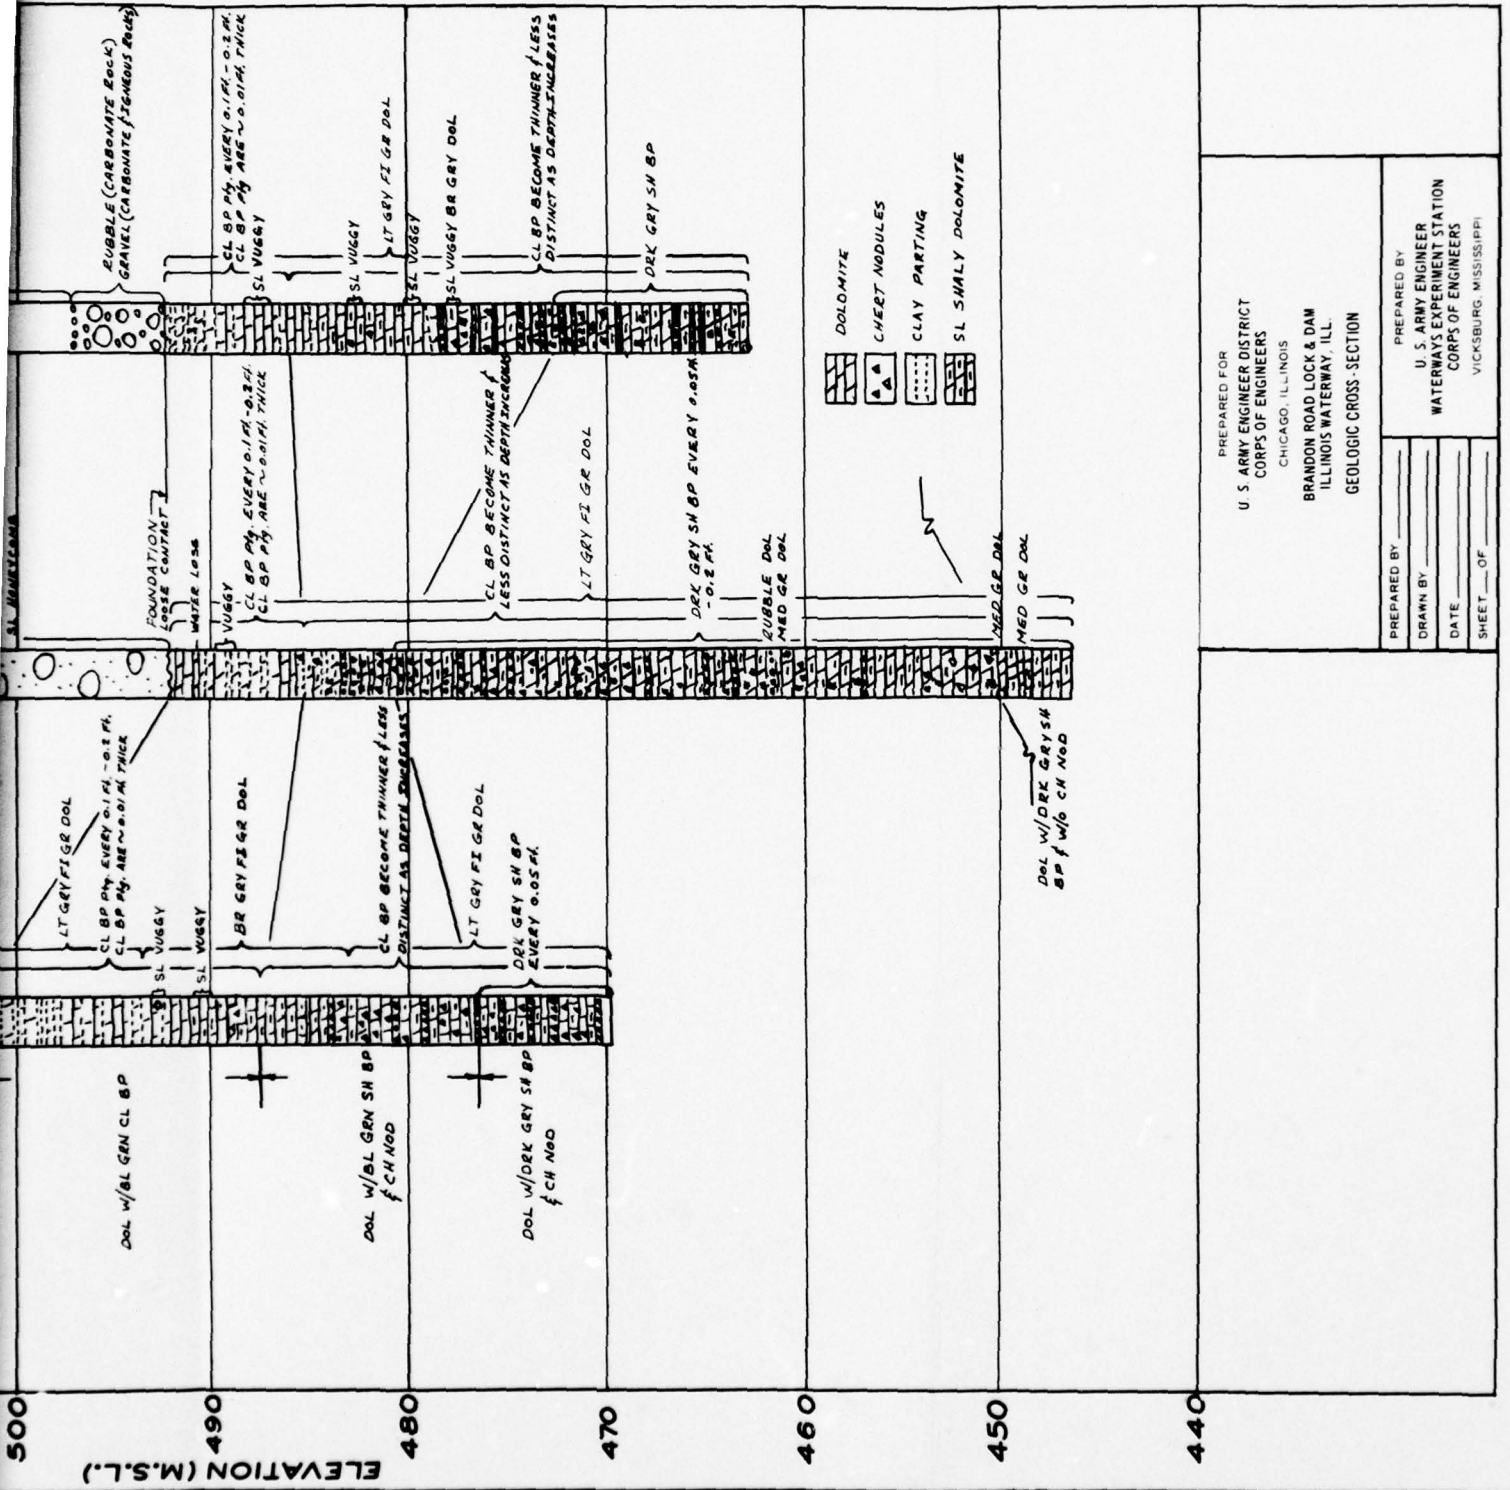 ELEVATION (M.S.L.)
500
490
480
470
460
450
440
DOL W/BL GRN CL BP
DOL W/BL GRN SH BP
& CH NOD
DOL W/DRK GRY SH BP
& CH NOD
LT GRY FI GR DOL
CL BP Ptg. EVERY 0.1 Ft. - 0.2 Ft.
CL BP Ptg. ARE ~ 0.01 Ft. THICK
SL VUGGY
SL VUGGY
BR GRY FI GR DOL
CL BP BECOME THINNER & LESS
DISTINCT AS DEPTH INCREASES
LT GRY FI GR DOL
DRK GRY SH BP
EVERY 0.05 Ft.
SL HONEYCOMB
FOUNDATION
LOOSE CONTACT
WATER LOSS
VUGGY
CL BP Ptg. EVERY 0.1 Ft. - 0.2 Ft.
CL BP Ptg. ARE ~ 0.01 Ft. THICK
CL BP BECOME THINNER &
LESS DISTINCT AS DEPTH INCREASES
LT GRY FI GR DOL
DRK GRY SH BP EVERY 0.05 Ft.
- 0.2 Ft.
RUBBLE DOL
MED GR DOL
MED GR DOL
MED GR DOL
DOL W/DRK GRY SH
BP & W/O CH NOD
RUBBLE (CARBONATE ROCK)
GRAVEL (CARBONATE & IGNEOUS ROCKS)
CL BP Ptg. EVERY 0.1 Ft. - 0.2 Ft.
CL BP Ptg ARE ~ 0.01 Ft. THICK
SL VUGGY
SL VUGGY
LT GRY FI GR DOL
SL VUGGY
SL VUGGY BR GRY DOL
CL BP BECOME THINNER & LESS
DISTINCT AS DEPTH INCREASES
DRK GRY SH BP
DOLOMITE
CHERT NODULES
CLAY PARTING
SL SHALY DOLOMITE
PREPARED FOR
U. S. ARMY ENGINEER DISTRICT
CORPS OF ENGINEERS
CHICAGO, ILLINOIS
BRANDON ROAD LOCK & DAM
ILLINOIS WATERWAY, ILL.
GEOLOGIC CROSS-SECTION
PREPARED BY
DRAWN BY
DATE
SHEET OF
PREPARED BY
U. S. ARMY ENGINEER
WATERWAYS EXPERIMENT STATION
CORPS OF ENGINEERS
VICKSBURG, MISSISSIPPI